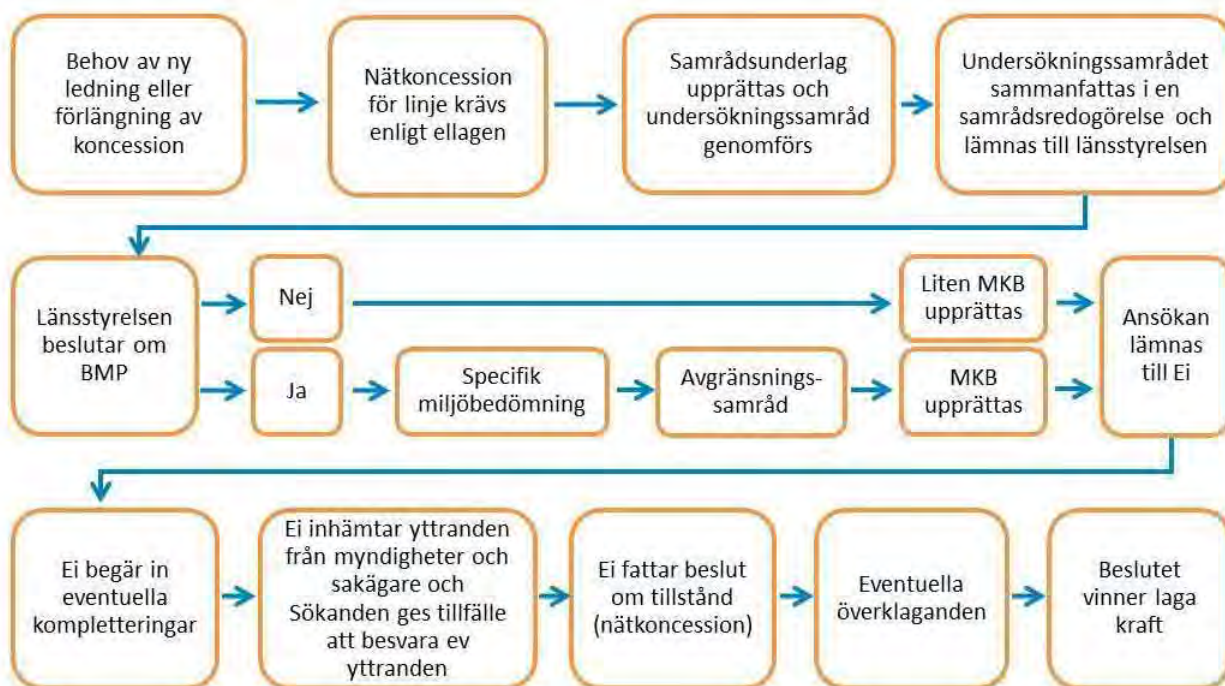 Behov av ny
ledning eller
förlängning av
koncession
Nätkoncession
för linje krävs
enligt ellagen
Samrådsunderlag
upprättas och
undersökningssamråd
genomförs
Undersökningssamrådet
sammanfattas i en
samrådsredogörelse och
lämnas till länsstyrelsen
Länsstyrelsen
beslutar om
BMP
Nej
Liten MKB
upprättas
Ja
Specifik
miljöbedömning
Avgränsnings-
samråd
MKB
upprättas
Ansökan
lämnas
till Ei
Ei begär in
eventuella
kompletteringar
Ei inhämtar yttranden
från myndigheter och
sakägare och
Sökanden ges tillfälle
att besvara ev
yttranden
Ei fattar beslut
om tillstånd
(nätkoncession)
Eventuella
överklaganden
Beslutet
vinner laga
kraft